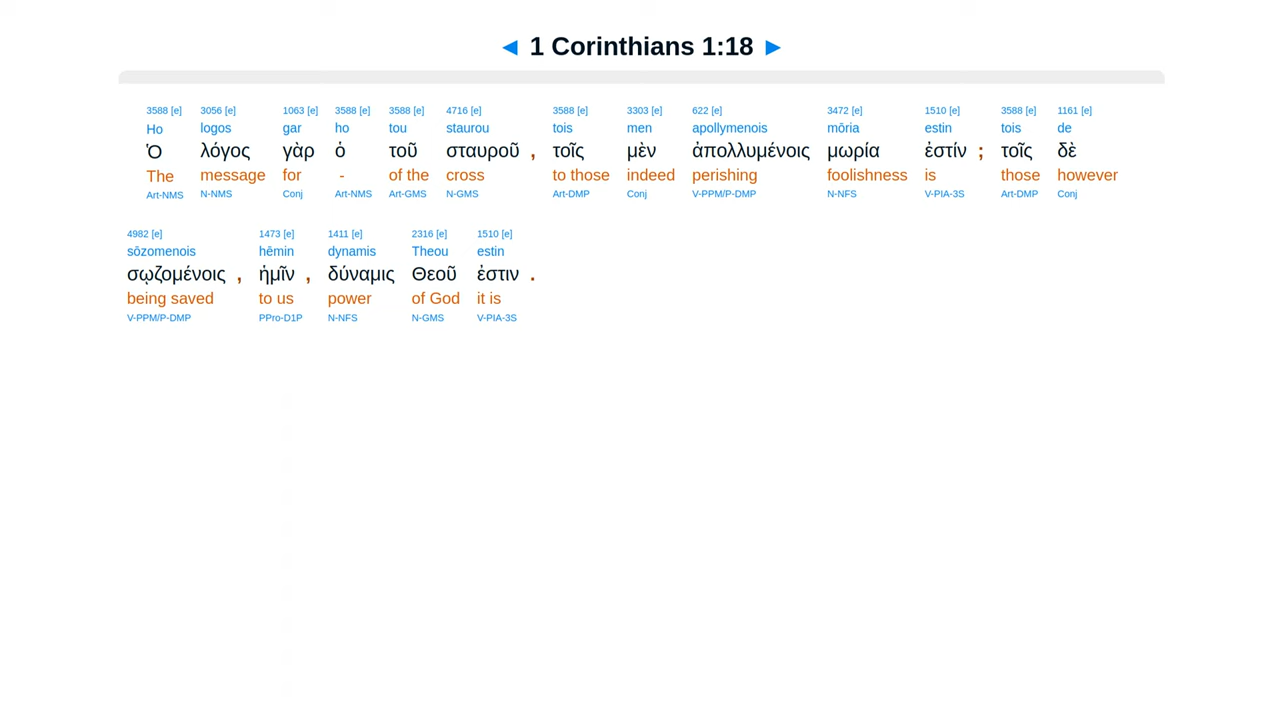 ◄ 1 Corinthians 1:18 ►
3588 [e] 3056 [e] 1063 [e] 3588 [e] 3588 [e] 4716 [e] 3588 [e] 3303 [e] 622 [e] 3472 [e] 1510 [e] 3588 [e] 1161 [e]
Ho logos gar ho tou staurou tois men apollymenois mōria estin tois de
Ὁ λόγος γὰρ ὁ τοῦ σταυροῦ , τοῖς μὲν ἀπολλυμένοις μωρία ἐστίν ; τοῖς δὲ
The message for - of the cross to those indeed perishing foolishness is those however
Art-NMS N-NMS Conj Art-NMS Art-GMS N-GMS Art-DMP Conj V-PPM/P-DMP N-NFS V-PIA-3S Art-DMP Conj
4982 [e] 1473 [e] 1411 [e] 2316 [e] 1510 [e]
sōzomenois hēmin dynamis Theou estin
σῳζομένοις , ἡμῖν , δύναμις Θεοῦ ἐστιν .
being saved to us power of God it is
V-PPM/P-DMP PPro-D1P N-NFS N-GMS V-PIA-3S